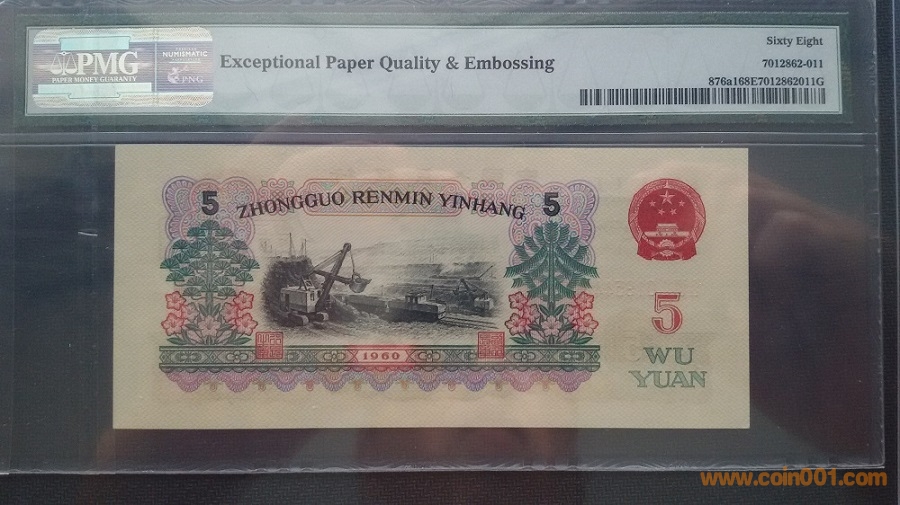 PMG
PAPER MONEY GUARANTY
NUMISMATIC
PNG
Exceptional Paper Quality & Embossing
Sixty Eight
7012862-011
876a168E7012862011G
5
ZHONGGUO RENMIN YINHANG
5
5
1960
WU
YUAN
www.coin001.com